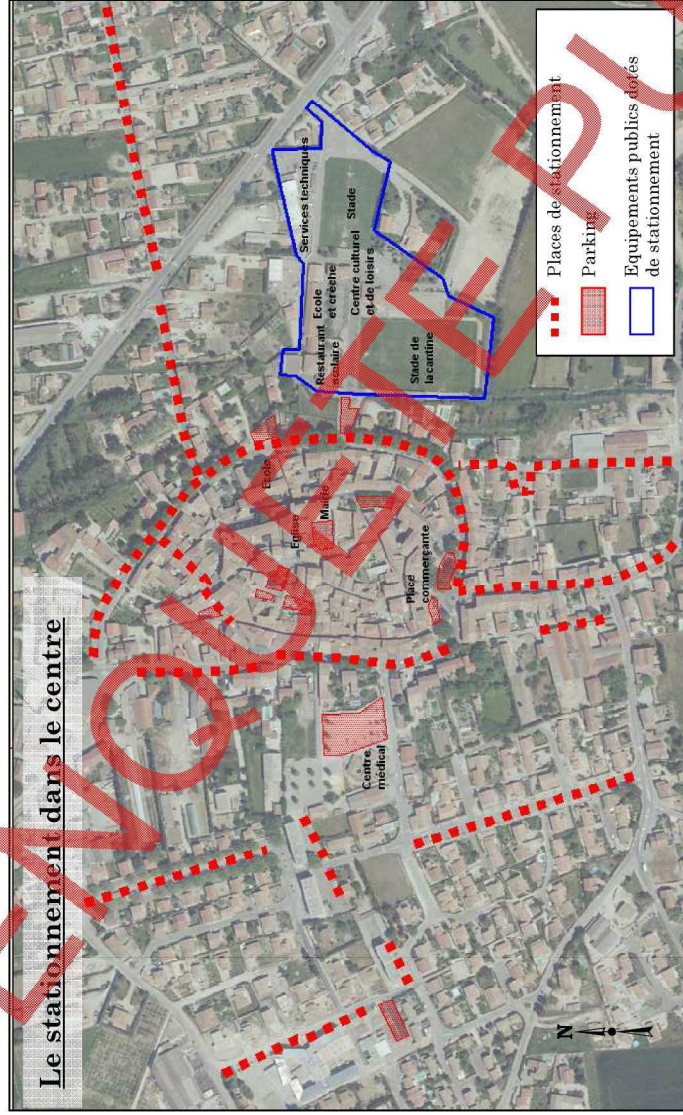 Le stationnement dans le centre
Services techniques
Stade
Ecole
et crèche
Centre culturel
et de loisirs
Restaurant
scolaire
Stade de
la cantine
Ecole
Mairie
Eglise
Place
commerçante
Centre
médical
N
Places de stationnement
Parking
Equipements publics dotés
de stationnement
ENQUETE PU